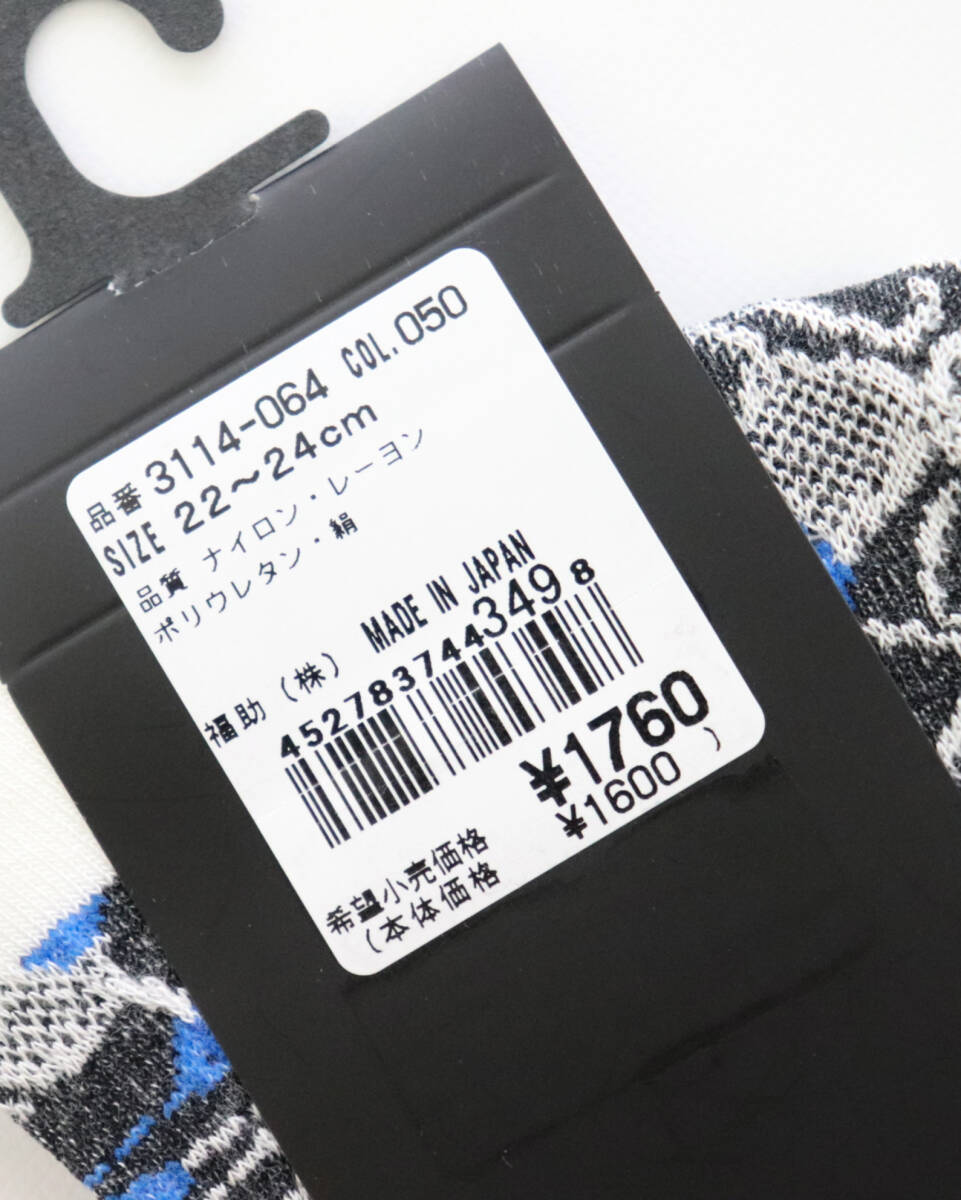 品番 3114-064 COL.050
SIZE 22～24cm
品質 ナイロン・レーヨン
ポリウレタン・絹
福助(株) MADE IN JAPAN
4527837443498
希望小売価格 ¥1760
(本体価格 ¥1600)